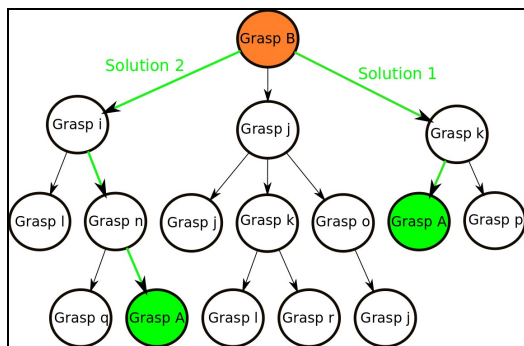 Grasp B
Solution 2
Solution 1
Grasp i
Grasp j
Grasp k
Grasp l
Grasp n
Grasp j
Grasp k
Grasp o
Grasp A
Grasp p
Grasp q
Grasp A
Grasp l
Grasp r
Grasp j